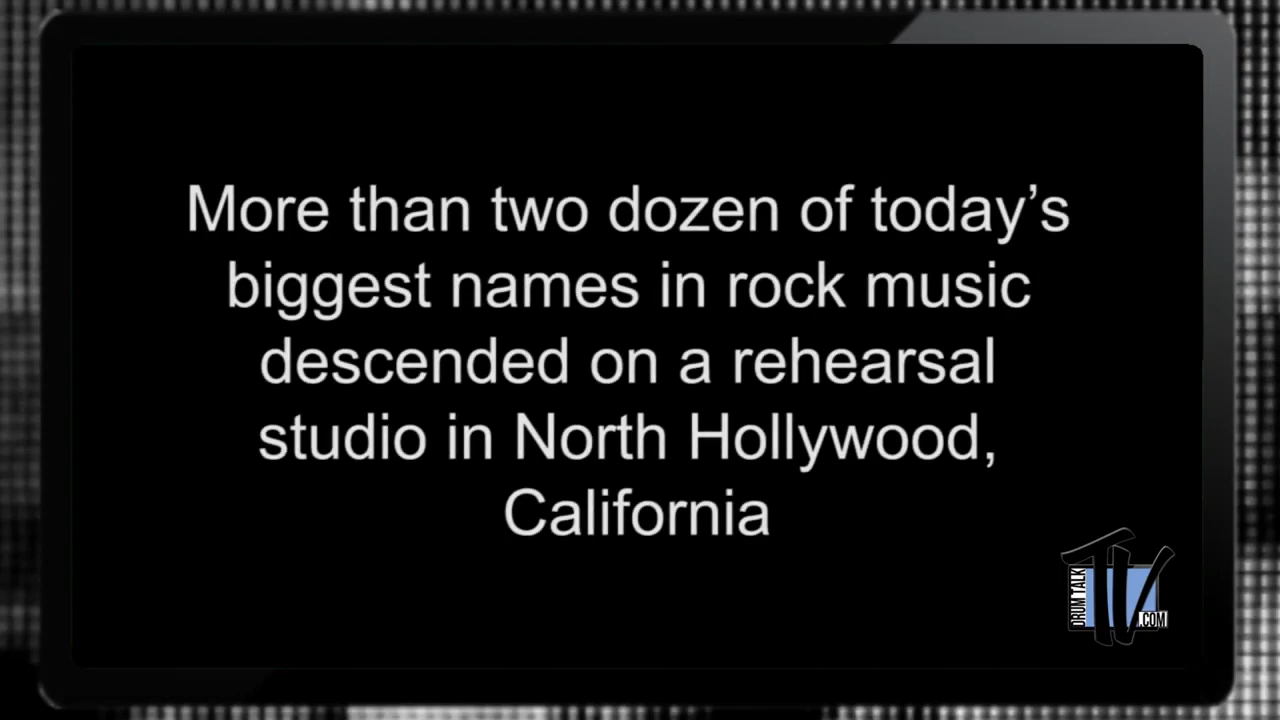 More than two dozen of today’s
biggest names in rock music
descended on a rehearsal
studio in North Hollywood,
California
DRUM TALK
TV
.COM